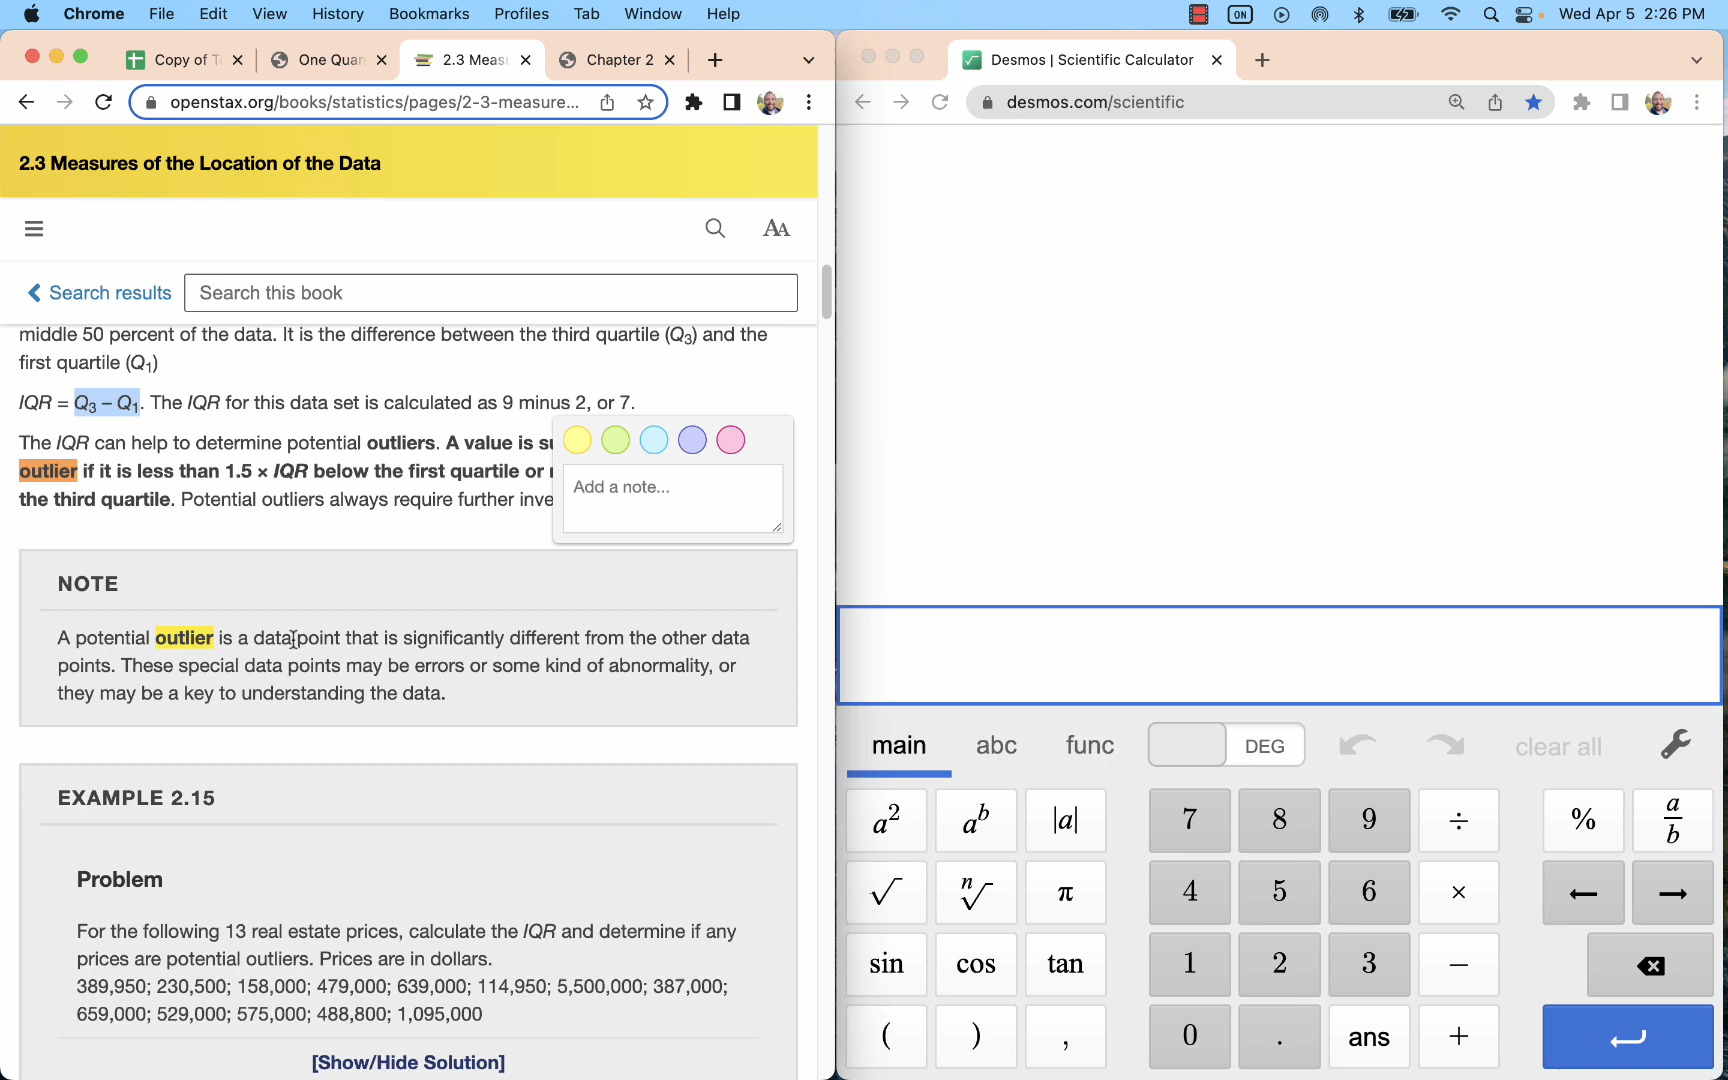 Chrome File Edit View History Bookmarks Profiles Tab Window Help
ON Wed Apr 5 2:26 PM
Copy of T One Quar 2.3 Meas Chapter 2
openstax.org/books/statistics/pages/2-3-measure...
2.3 Measures of the Location of the Data
AA
Search results Search this book
middle 50 percent of the data. It is the difference between the third quartile (Q3) and the
first quartile (Q1)
IQR = Q3 – Q1. The IQR for this data set is calculated as 9 minus 2, or 7.
The IQR can help to determine potential outliers. A value is su
outlier if it is less than 1.5 × IQR below the first quartile or
the third quartile. Potential outliers always require further inve
Add a note...
NOTE
A potential outlier is a data point that is significantly different from the other data
points. These special data points may be errors or some kind of abnormality, or
they may be a key to understanding the data.
EXAMPLE 2.15
Problem
For the following 13 real estate prices, calculate the IQR and determine if any
prices are potential outliers. Prices are in dollars.
389,950; 230,500; 158,000; 479,000; 639,000; 114,950; 5,500,000; 387,000;
659,000; 529,000; 575,000; 488,800; 1,095,000
[Show/Hide Solution]
Desmos | Scientific Calculator
desmos.com/scientific
main abc func DEG clear all
a² aᵇ |a| 7 8 9 ÷ % a/b
√ ⁿ√ π 4 5 6 × ← →
sin cos tan 1 2 3 −
( ) , 0 . ans +